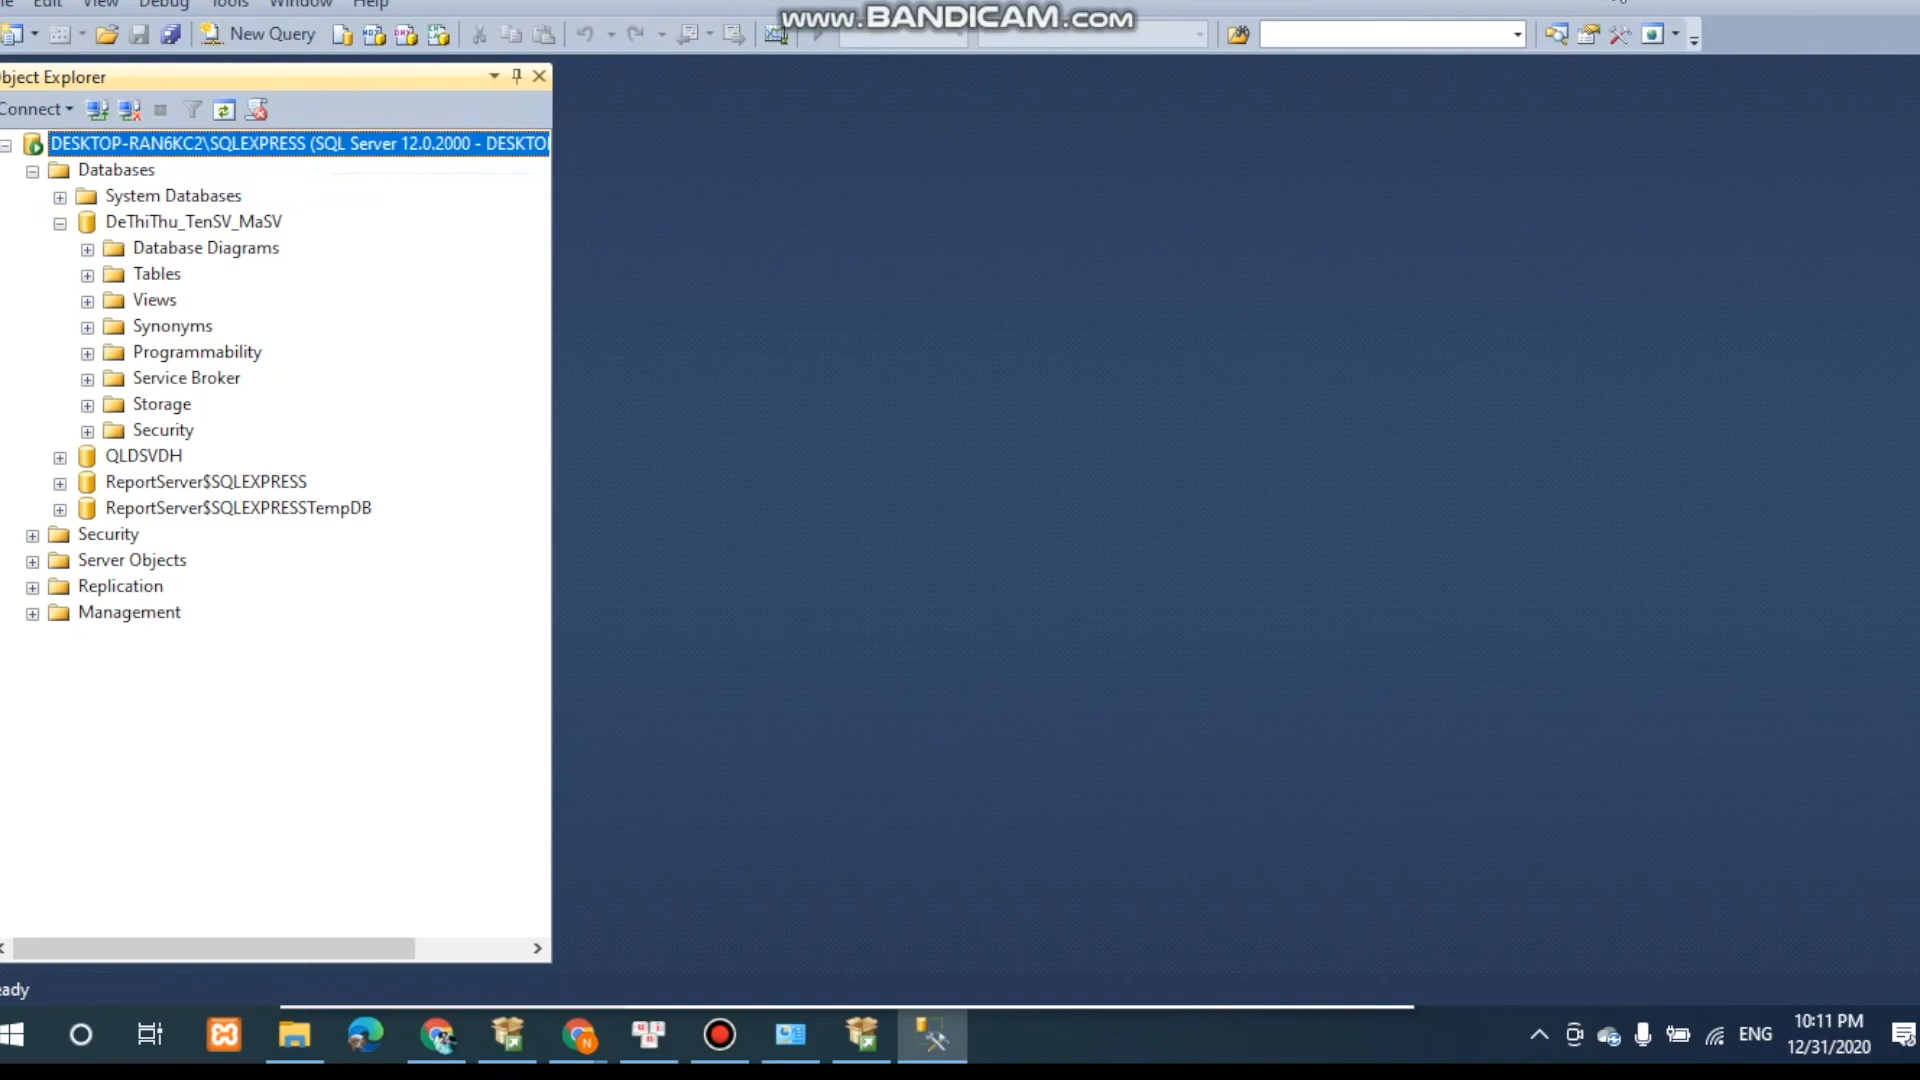 Edit View Debug Tools Window Help
www.BANDICAM.com
New Query
bject Explorer
Connect
DESKTOP-RAN6KC2\SQLEXPRESS (SQL Server 12.0.2000 - DESKTO
Databases
System Databases
DeThiThu_TenSV_MaSV
Database Diagrams
Tables
Views
Synonyms
Programmability
Service Broker
Storage
Security
QLDSVDH
ReportServer$SQLEXPRESS
ReportServer$SQLEXPRESSTempDB
Security
Server Objects
Replication
Management
eady
ENG
10:11 PM
12/31/2020